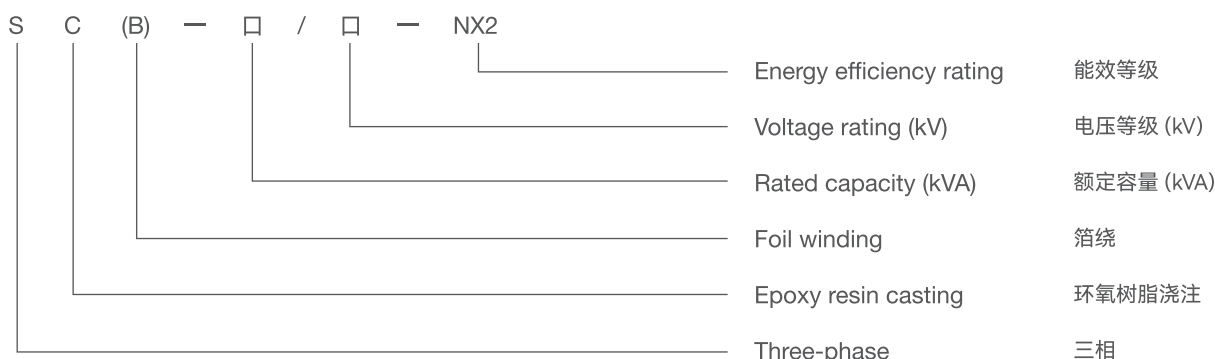 S C (B) — 口 / 口 — NX2
Energy efficiency rating 能效等级
Voltage rating (kV) 电压等级 (kV)
Rated capacity (kVA) 额定容量 (kVA)
Foil winding 箔绕
Epoxy resin casting 环氧树脂浇注
Three-phase 三相